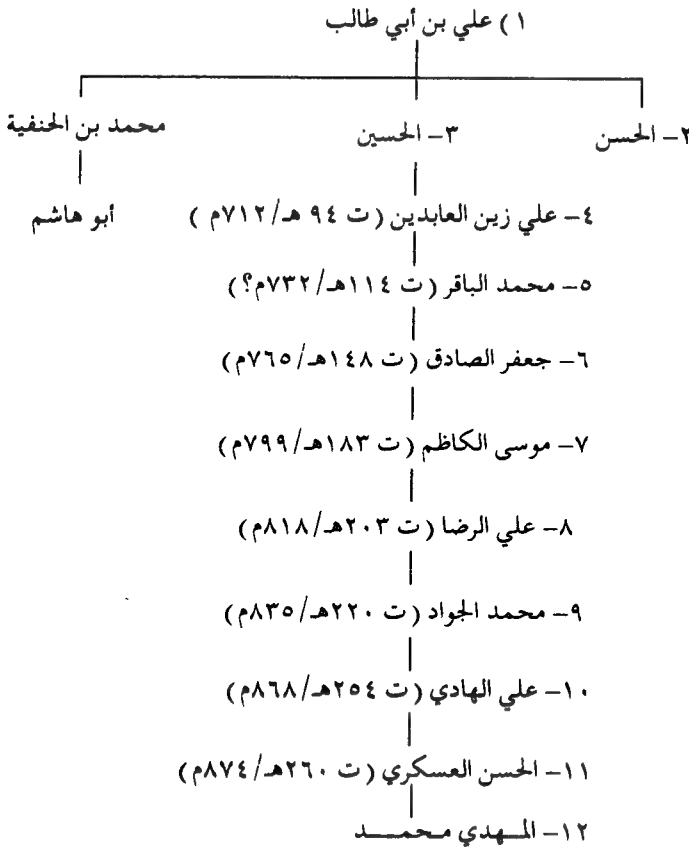 ١) علي بن أبي طالب
٢- الحسن
٣- الحسين
محمد بن الحنفية
أبو هاشم
٤- علي زين العابدين (ت ٩٤ هـ/٧١٢م )
٥- محمد الباقر (ت ١١٤هـ/٧٣٢م؟)
٦- جعفر الصادق (ت ١٤٨هـ/٧٦٥م)
٧- موسى الكاظم (ت ١٨٣هـ/٧٩٩م)
٨- علي الرضا (ت ٢٠٣هـ/٨١٨م)
٩- محمد الجواد (ت ٢٢٠هـ/٨٣٥م)
١٠- علي الهادي (ت ٢٥٤هـ/٨٦٨م)
١١- الحسن العسكري (ت ٢٦٠هـ/٨٧٤م)
١٢- المـهدي محمـــد